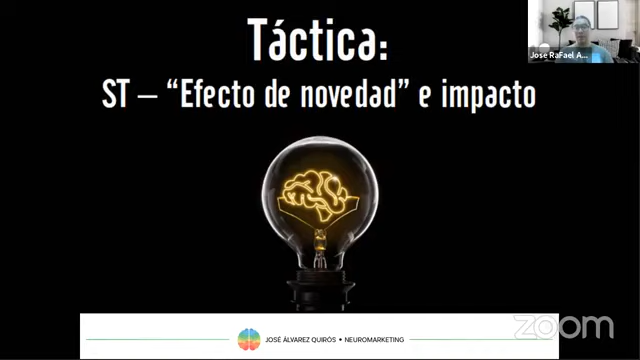 Táctica:
ST – “Efecto de novedad” e impacto
Jose RaFael A...
JOSÉ ÁLVAREZ QUIRÓS • NEUROMARKETING
zoom